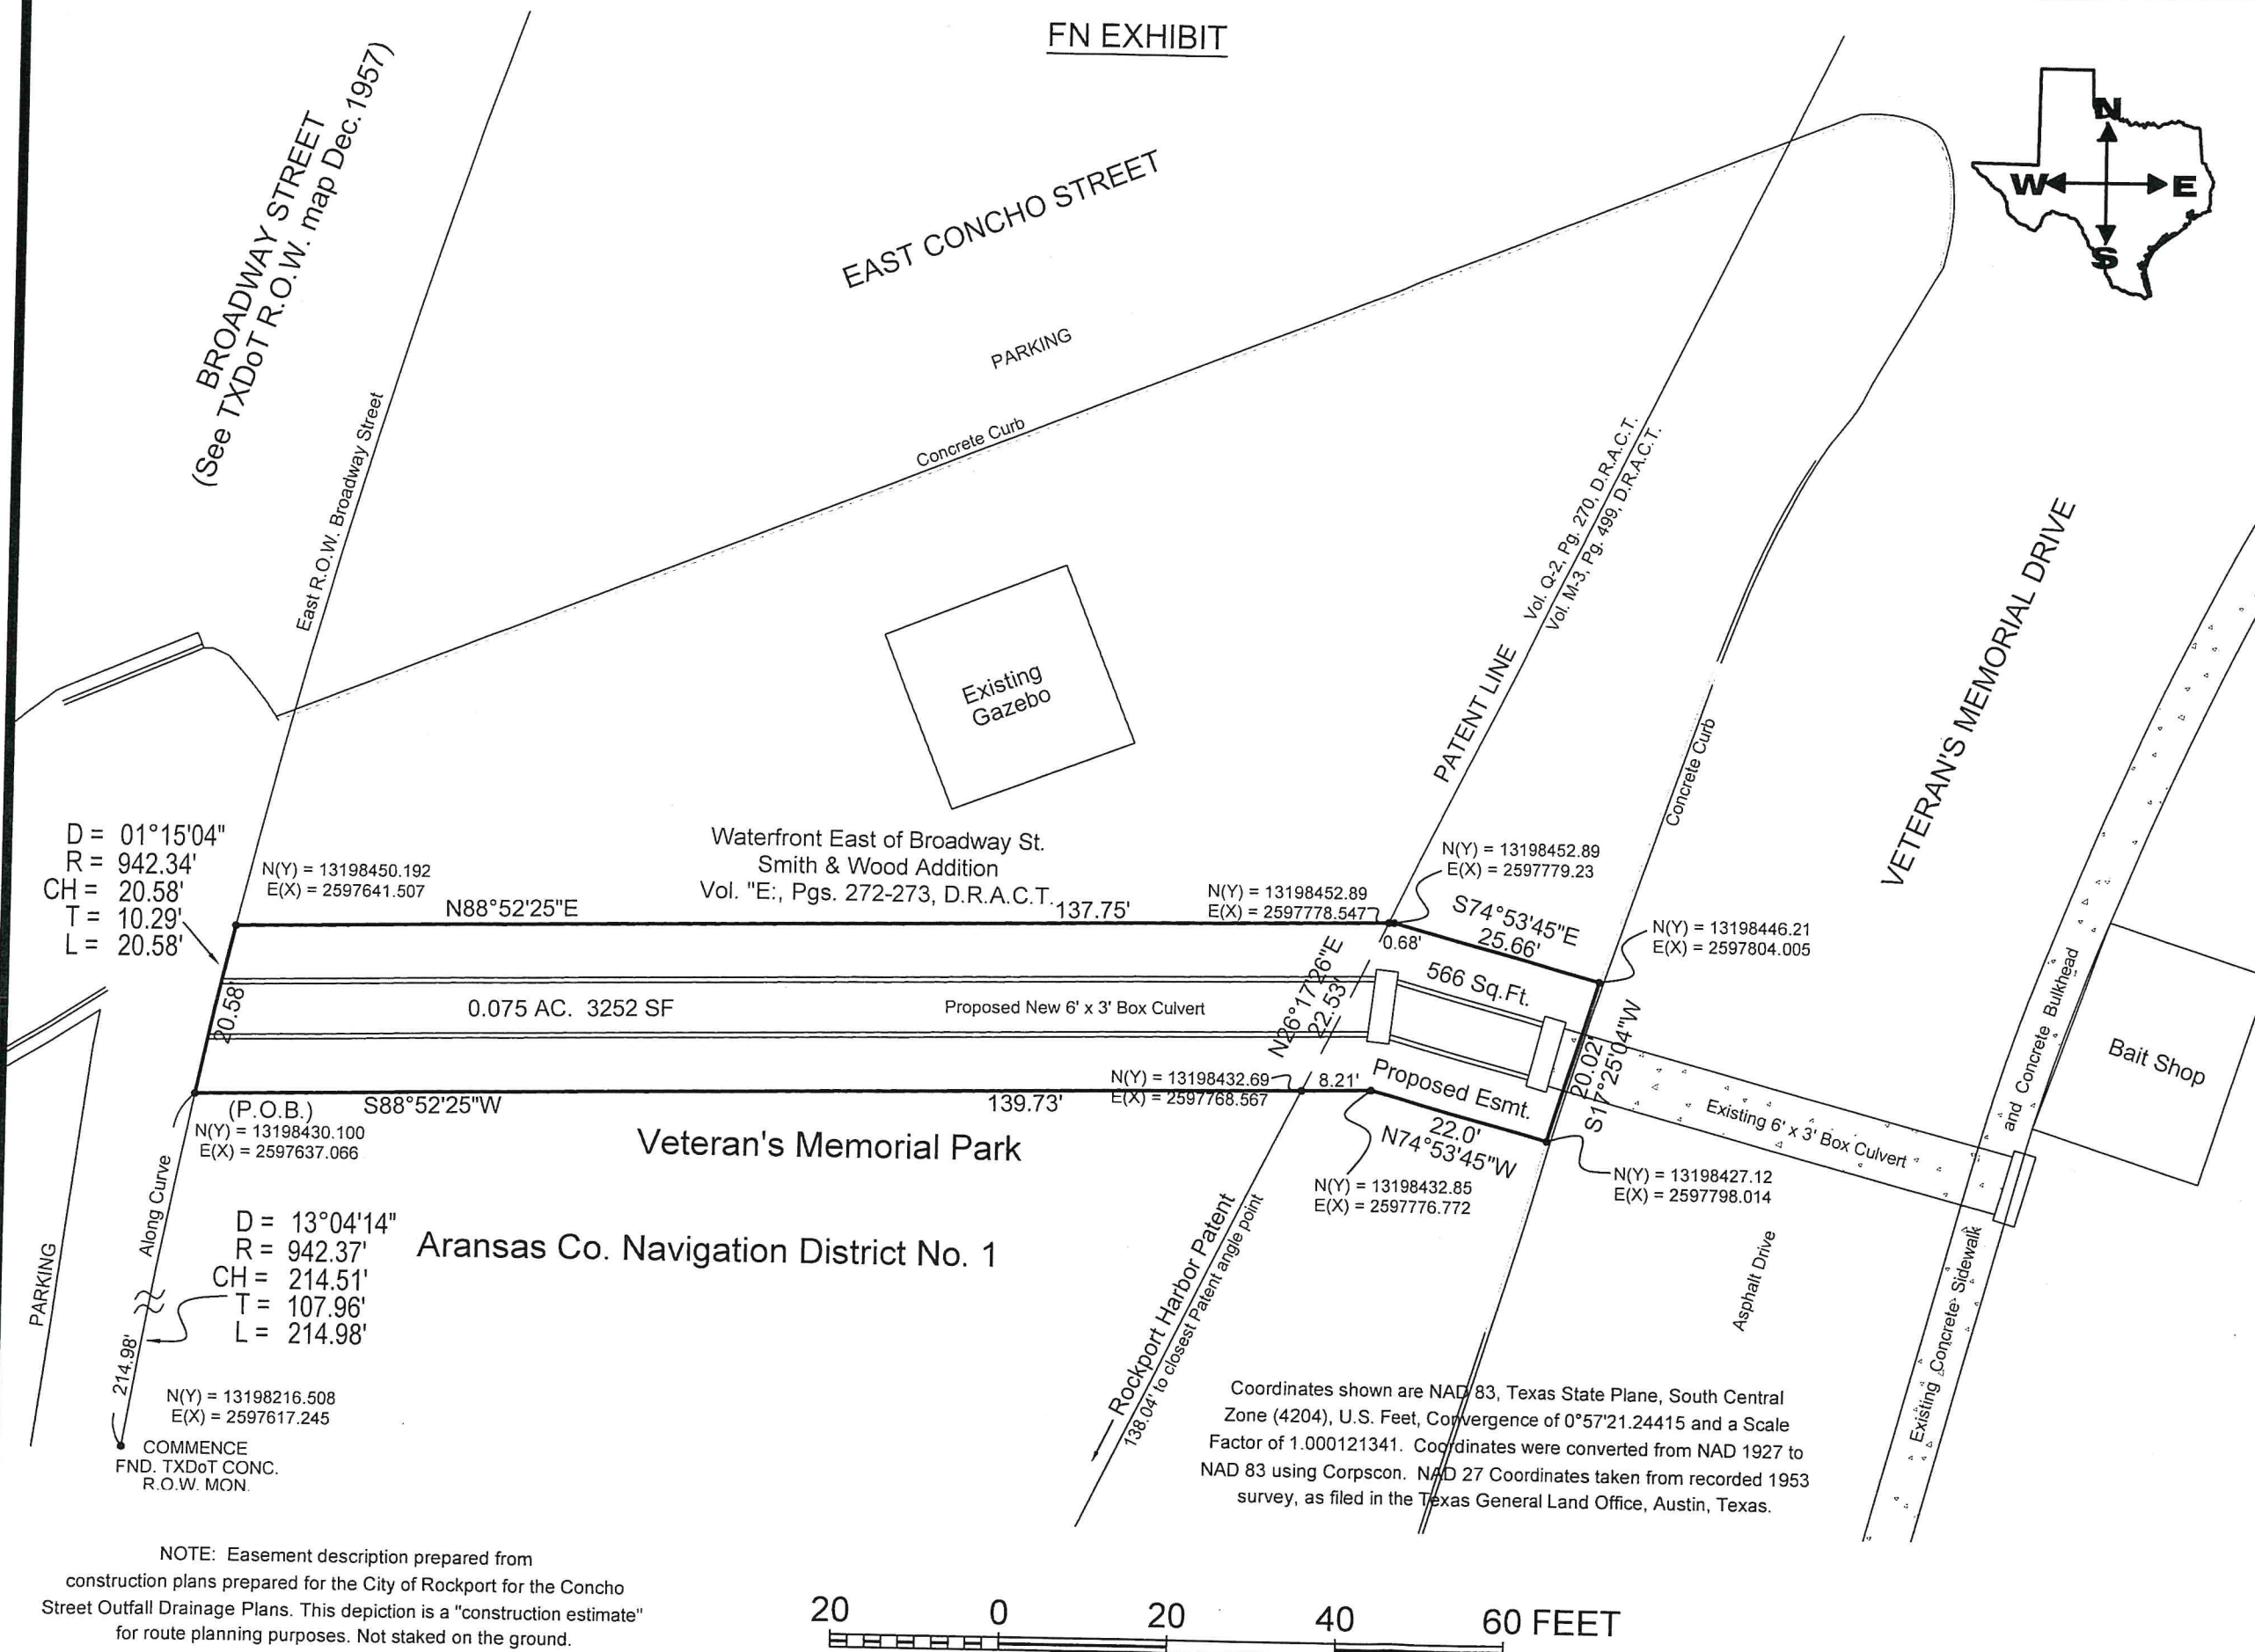 FN EXHIBIT
BROADWAY STREET
(See TXDoT R.O.W. map Dec. 1957)
East R.O.W. Broadway Street
EAST CONCHO STREET
PARKING
Concrete Curb
N
W
E
S
Existing
Gazebo
PATENT LINE
Vol. Q-2, Pg. 270, D.R.A.C.T.
Vol. M-3, Pg. 499, D.R.A.C.T.
Concrete Curb
VETERAN'S MEMORIAL DRIVE
D = 01°15'04"
R = 942.34'
CH = 20.58'
T = 10.29'
L = 20.58'
N(Y) = 13198450.192
E(X) = 2597641.507
Waterfront East of Broadway St.
Smith & Wood Addition
Vol. "E:, Pgs. 272-273, D.R.A.C.T.
N88°52'25"E
137.75'
N(Y) = 13198452.89
E(X) = 2597778.547
N(Y) = 13198452.89
E(X) = 2597779.23
S74°53'45"E
25.66'
N(Y) = 13198446.21
E(X) = 2597804.005
0.68'
566 Sq.Ft.
N26°17'26"E
22.53'
20.58'
0.075 AC. 3252 SF
Proposed New 6' x 3' Box Culvert
20.02'
S17°25'04"W
Proposed Esmt.
8.21'
N(Y) = 13198432.69
E(X) = 2597768.567
(P.O.B.)
S88°52'25"W
139.73'
N(Y) = 13198430.100
E(X) = 2597637.066
22.0'
N74°53'45"W
N(Y) = 13198432.85
E(X) = 2597776.772
N(Y) = 13198427.12
E(X) = 2597798.014
Existing 6' x 3' Box Culvert
Bait Shop
and Concrete Bulkhead
Existing Concrete Sidewalk
Asphalt Drive
Veteran's Memorial Park
Aransas Co. Navigation District No. 1
Along Curve
D = 13°04'14"
R = 942.37'
CH = 214.51'
T = 107.96'
L = 214.98'
214.98'
PARKING
N(Y) = 13198216.508
E(X) = 2597617.245
COMMENCE
FND. TXDoT CONC.
R.O.W. MON.
Rockport Harbor Patent
138.04' to closest Patent angle point
Coordinates shown are NAD 83, Texas State Plane, South Central
Zone (4204), U.S. Feet, Convergence of 0°57'21.24415 and a Scale
Factor of 1.000121341. Coordinates were converted from NAD 1927 to
NAD 83 using Corpscon. NAD 27 Coordinates taken from recorded 1953
survey, as filed in the Texas General Land Office, Austin, Texas.
NOTE: Easement description prepared from
construction plans prepared for the City of Rockport for the Concho
Street Outfall Drainage Plans. This depiction is a "construction estimate"
for route planning purposes. Not staked on the ground.
20 0 20 40 60 FEET